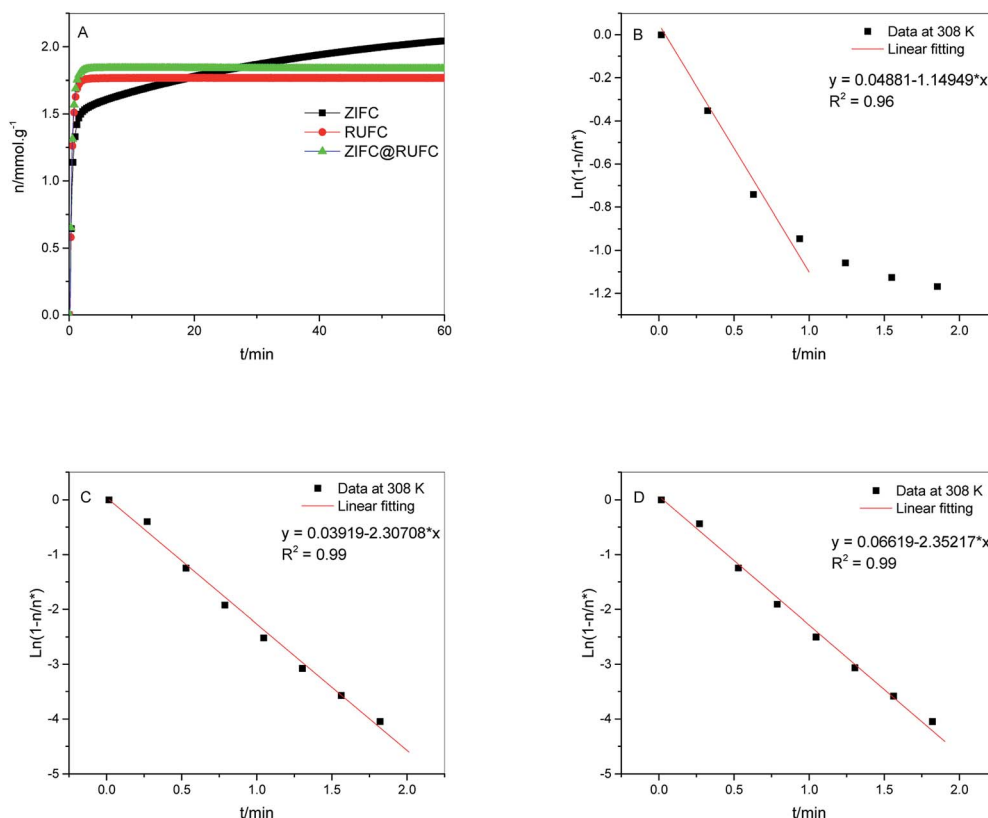 A
2.0
1.5
1.0
0.5
0.0
n/mmol.g⁻¹
ZIFC
RUFC
ZIFC@RUFC
0 20 40 60
t/min
B
0.0
-0.2
-0.4
-0.6
-0.8
-1.0
-1.2
Ln(1-n/n*)
Data at 308 K
Linear fitting
y = 0.04881-1.14949*x
R² = 0.96
0.0 0.5 1.0 1.5 2.0
t/min
C
0
-1
-2
-3
-4
-5
Ln(1-n/n*)
Data at 308 K
Linear fitting
y = 0.03919-2.30708*x
R² = 0.99
0.0 0.5 1.0 1.5 2.0
t/min
D
0
-1
-2
-3
-4
-5
Ln(1-n/n*)
Data at 308 K
Linear fitting
y = 0.06619-2.35217*x
R² = 0.99
0.0 0.5 1.0 1.5 2.0
t/min